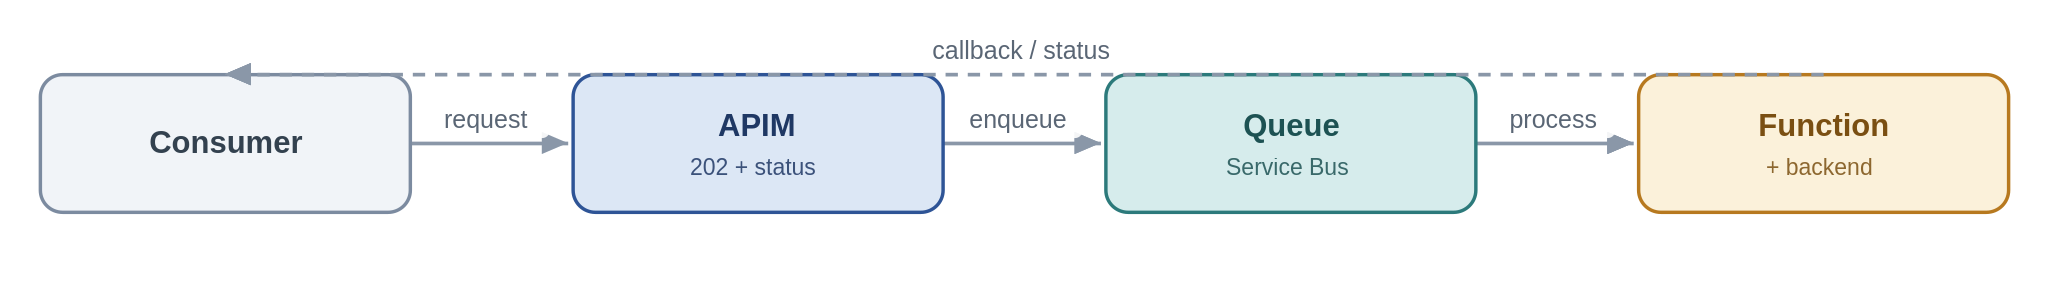 callback / status
Consumer
request
APIM
202 + status
enqueue
Queue
Service Bus
process
Function
+ backend